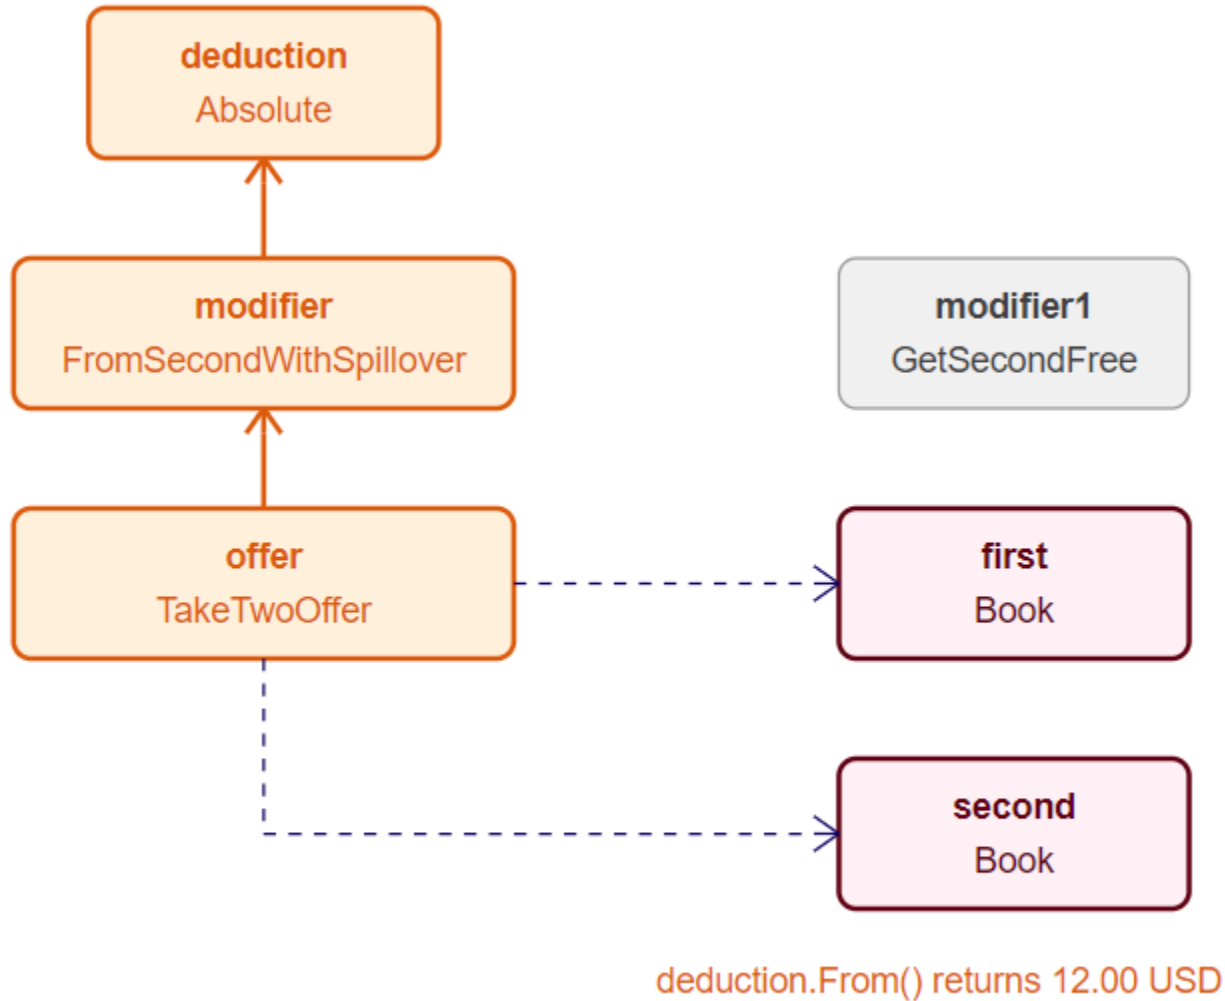 deduction
Absolute
modifier
FromSecondWithSpillover
modifier1
GetSecondFree
offer
TakeTwoOffer
first
Book
second
Book
deduction.From() returns 12.00 USD